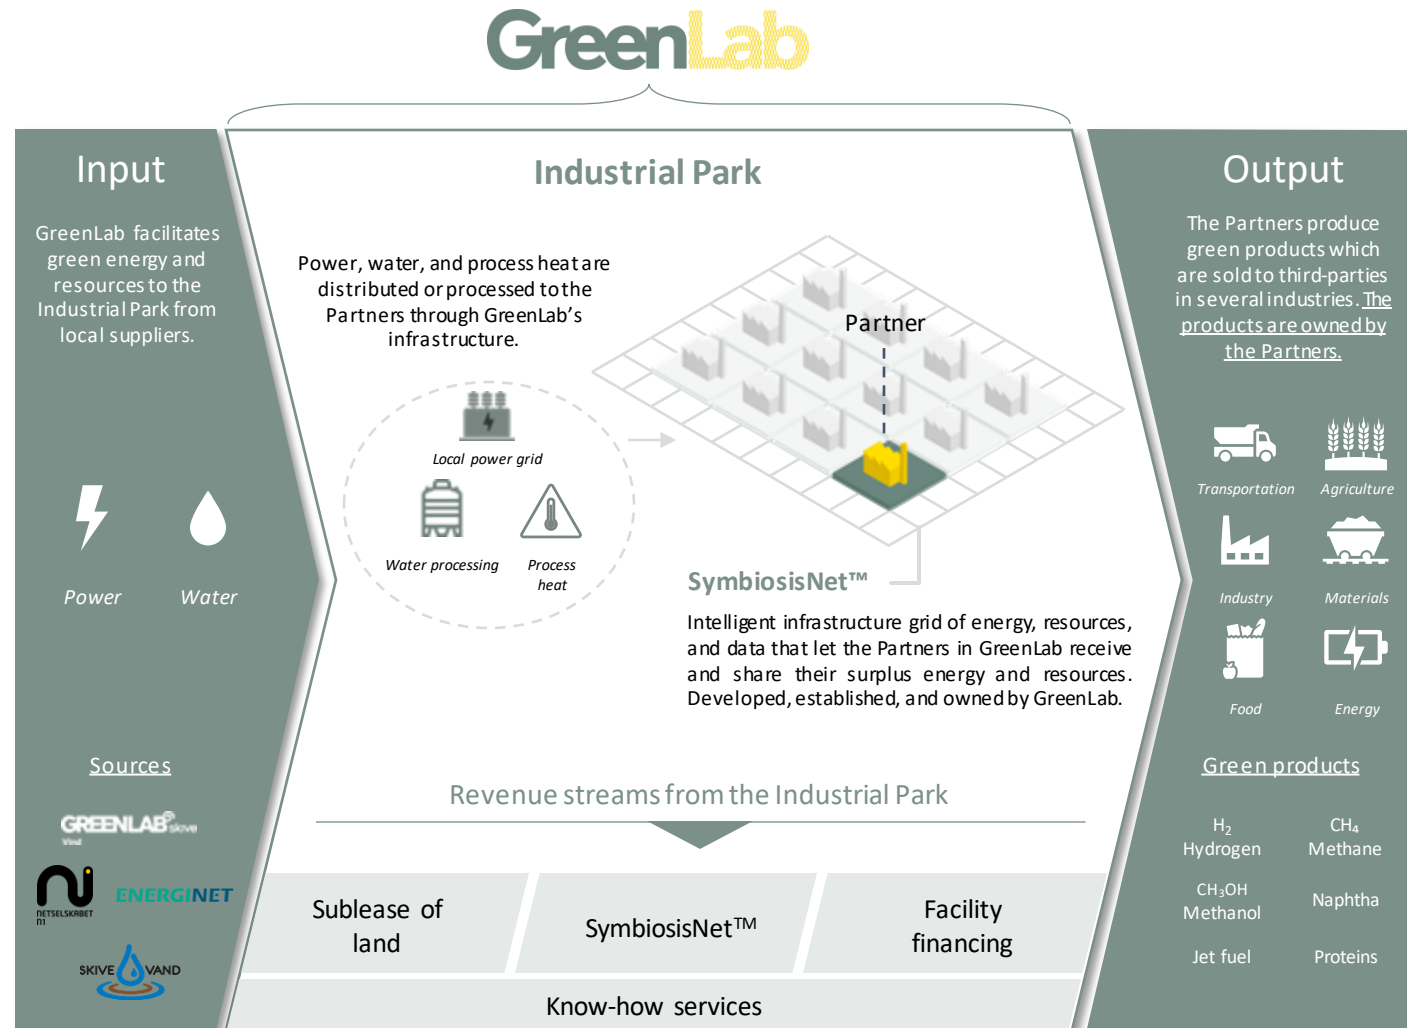 GreenLab
Input
GreenLab facilitates
green energy and
resources to the
Industrial Park from
local suppliers.
Power
Water
Sources
GREENLAB skive
Vind
NETSELSKABET
N1
ENERGINET
SKIVE VAND
Industrial Park
Power, water, and process heat are
distributed or processed to the
Partners through GreenLab's
infrastructure.
Local power grid
Water processing
Process
heat
Partner
SymbiosisNet™
Intelligent infrastructure grid of energy, resources,
and data that let the Partners in GreenLab receive
and share their surplus energy and resources.
Developed, established, and owned by GreenLab.
Revenue streams from the Industrial Park
Sublease of
land
SymbiosisNet™
Facility
financing
Know-how services
Output
The Partners produce
green products which
are sold to third-parties
in several industries. The
products are owned by
the Partners.
Transportation
Agriculture
Industry
Materials
Food
Energy
Green products
H₂
Hydrogen
CH₄
Methane
CH₃OH
Methanol
Naphtha
Jet fuel
Proteins